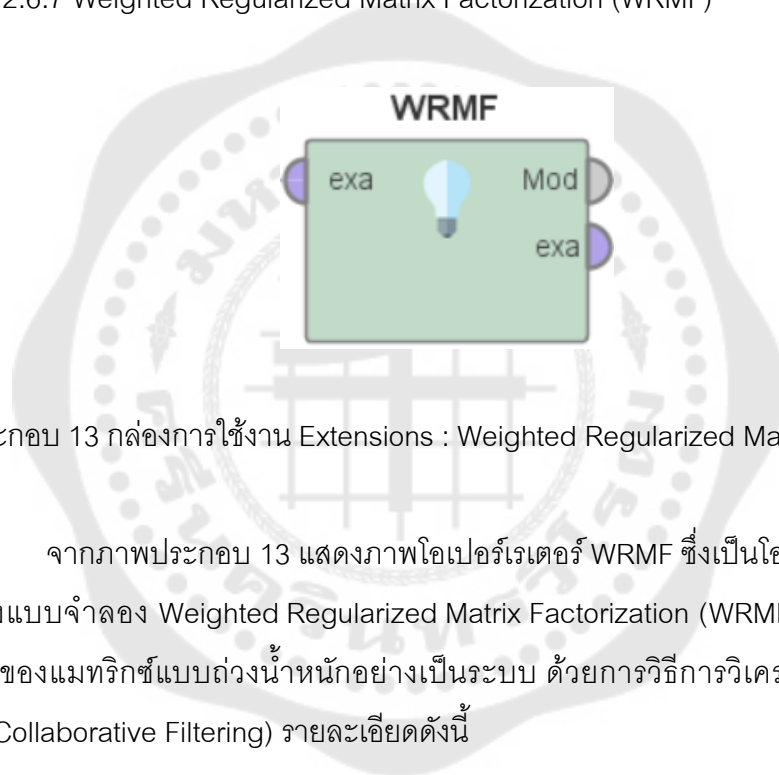 2.6.7 Weighted Regularized Matrix Factorization (WRMF)
WRMF
exa Mod
exa
ะกอบ 13 กล่องการใช้งาน Extensions : Weighted Regularized Ma
จากภาพประกอบ 13 แสดงภาพโอเปอร์เรเตอร์ WRMF ซึ่งเป็นโอ
งแบบจำลอง Weighted Regularized Matrix Factorization (WRM
ของแมทริกซ์แบบถ่วงน้ำหนักอย่างเป็นระบบ ด้วยการวิธีการวิเคร
Collaborative Filtering) รายละเอียดดังนี้